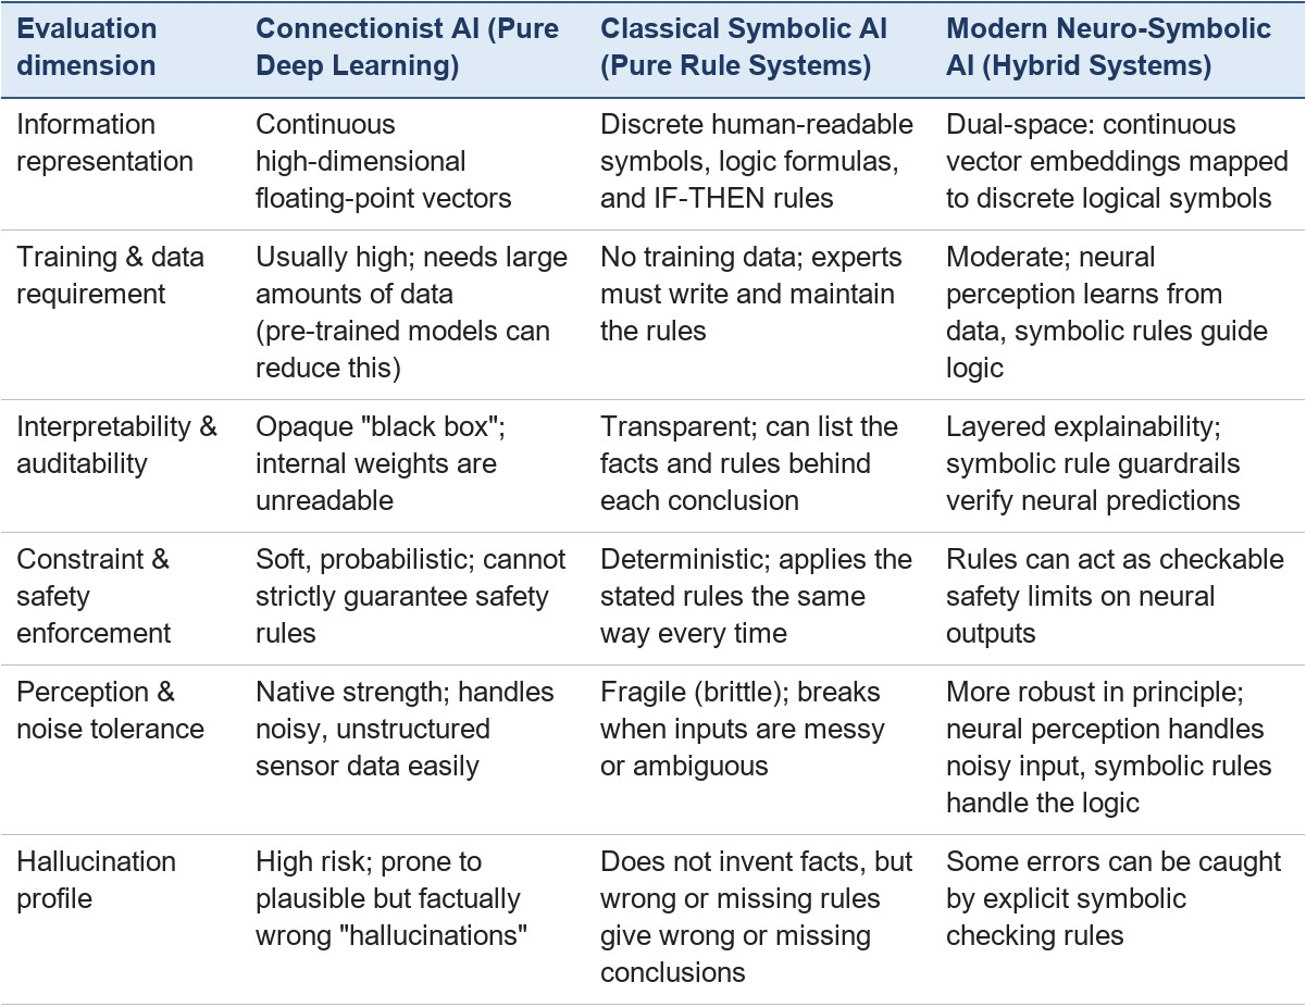 Evaluation dimension
Connectionist AI (Pure Deep Learning)
Classical Symbolic AI (Pure Rule Systems)
Modern Neuro-Symbolic AI (Hybrid Systems)
Information representation
Continuous high-dimensional floating-point vectors
Discrete human-readable symbols, logic formulas, and IF-THEN rules
Dual-space: continuous vector embeddings mapped to discrete logical symbols
Training & data requirement
Usually high; needs large amounts of data (pre-trained models can reduce this)
No training data; experts must write and maintain the rules
Moderate; neural perception learns from data, symbolic rules guide logic
Interpretability & auditability
Opaque "black box"; internal weights are unreadable
Transparent; can list the facts and rules behind each conclusion
Layered explainability; symbolic rule guardrails verify neural predictions
Constraint & safety enforcement
Soft, probabilistic; cannot strictly guarantee safety rules
Deterministic; applies the stated rules the same way every time
Rules can act as checkable safety limits on neural outputs
Perception & noise tolerance
Native strength; handles noisy, unstructured sensor data easily
Fragile (brittle); breaks when inputs are messy or ambiguous
More robust in principle; neural perception handles noisy input, symbolic rules handle the logic
Hallucination profile
High risk; prone to plausible but factually wrong "hallucinations"
Does not invent facts, but wrong or missing rules give wrong or missing conclusions
Some errors can be caught by explicit symbolic checking rules